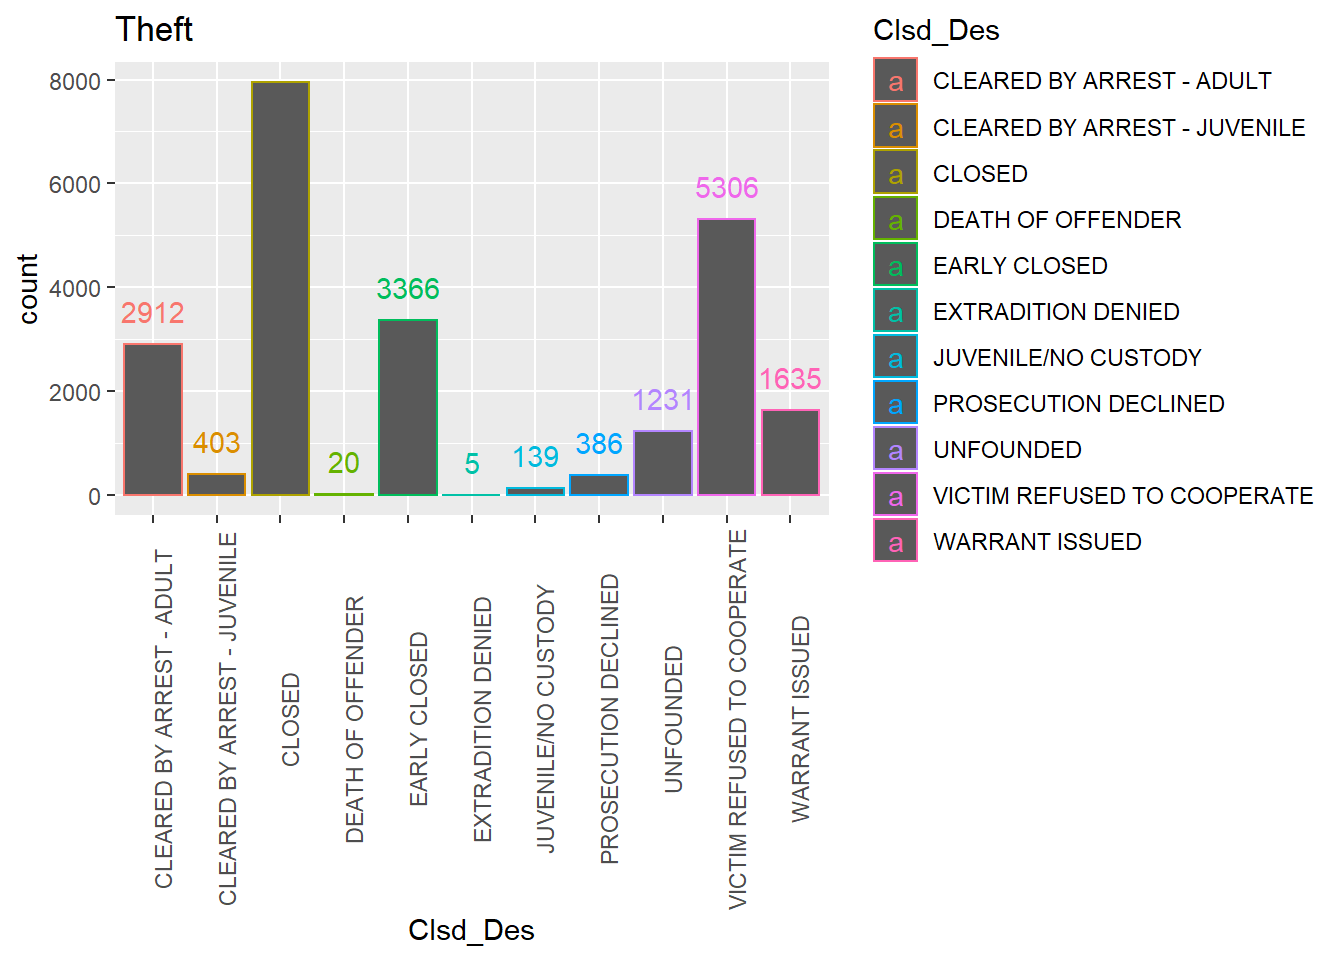 Theft
count
8000
6000
4000
2000
0
2912
403
20
3366
5
139
386
1231
5306
1635
CLEARED BY ARREST - ADULT
CLEARED BY ARREST - JUVENILE
CLOSED
DEATH OF OFFENDER
EARLY CLOSED
EXTRADITION DENIED
JUVENILE/NO CUSTODY
PROSECUTION DECLINED
UNFOUNDED
VICTIM REFUSED TO COOPERATE
WARRANT ISSUED
Clsd_Des
Clsd_Des
a CLEARED BY ARREST - ADULT
a CLEARED BY ARREST - JUVENILE
a CLOSED
a DEATH OF OFFENDER
a EARLY CLOSED
a EXTRADITION DENIED
a JUVENILE/NO CUSTODY
a PROSECUTION DECLINED
a UNFOUNDED
a VICTIM REFUSED TO COOPERATE
a WARRANT ISSUED